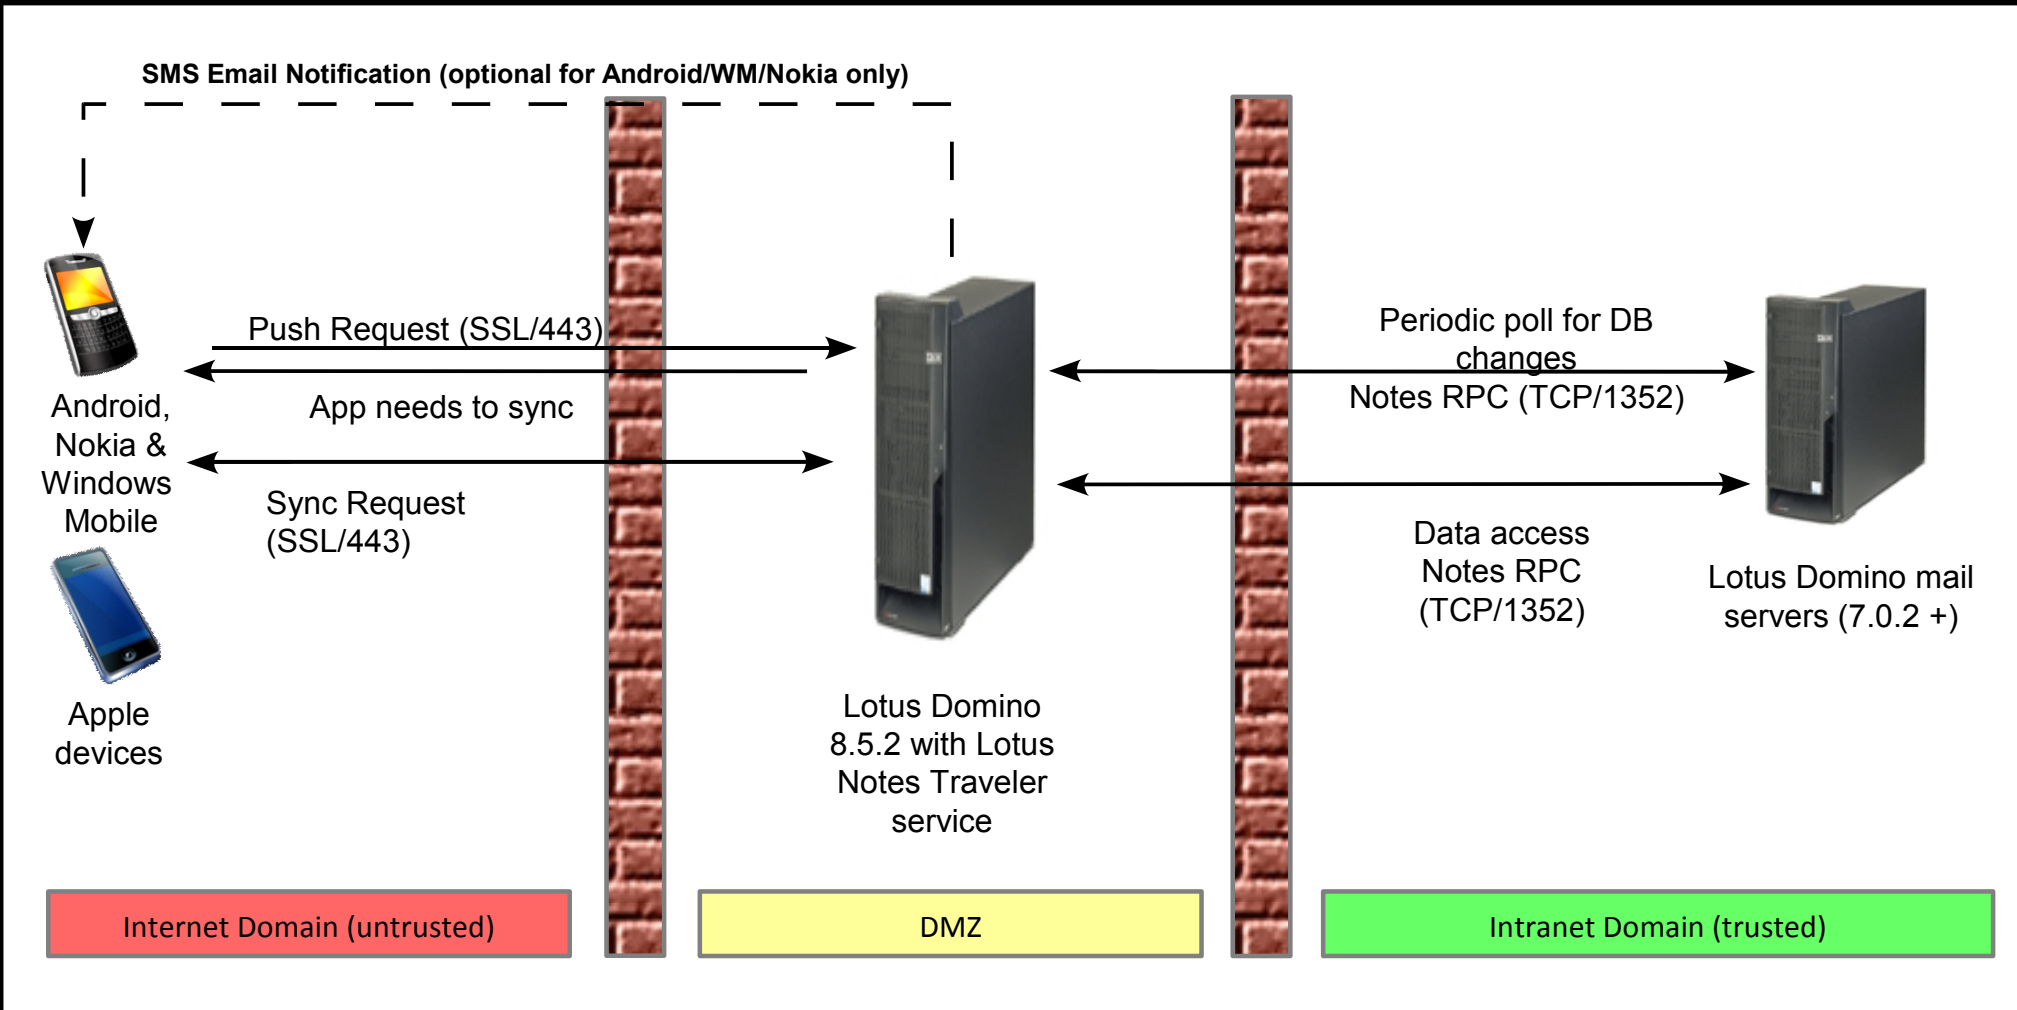 SMS Email Notification (optional for Android/WM/Nokia only)
Push Request (SSL/443)
App needs to sync
Sync Request
(SSL/443)
Android,
Nokia &
Windows
Mobile
Apple
devices
Lotus Domino
8.5.2 with Lotus
Notes Traveler
service
Periodic poll for DB
changes
Notes RPC (TCP/1352)
Data access
Notes RPC
(TCP/1352)
Lotus Domino mail
servers (7.0.2 +)
Internet Domain (untrusted)
DMZ
Intranet Domain (trusted)